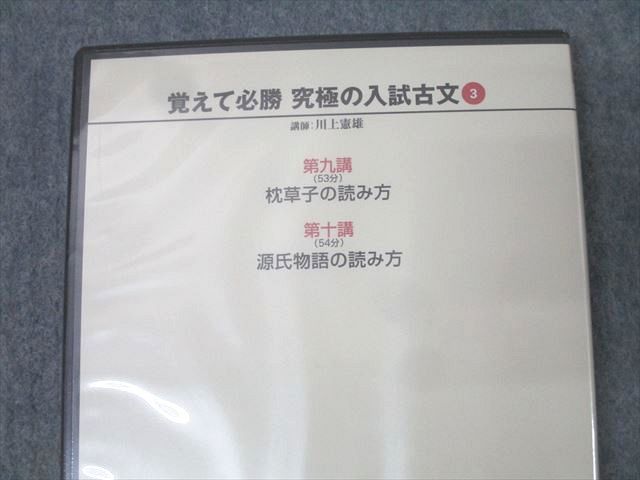 覚えて必勝 究極の入試古文 3
講師:川上憲雄
第九講
(53分)
枕草子の読み方
第十講
(54分)
源氏物語の読み方